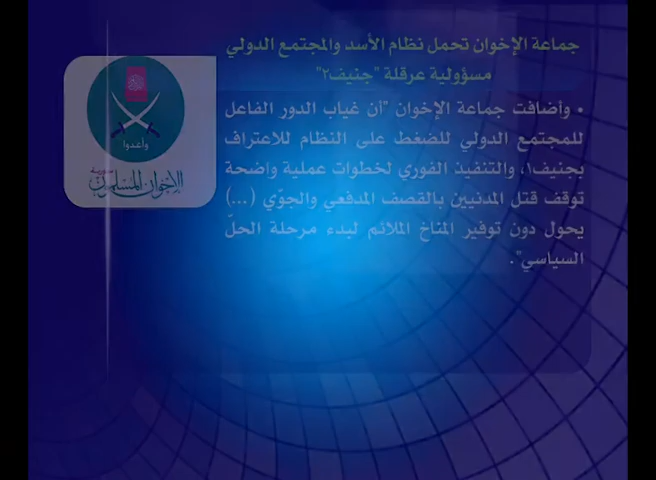 جماعة الإخوان تحمل نظام الأسد والمجتمع الدولي
مسؤولية عرقلة "جنيف٢"
• وأضافت جماعة الإخوان "أن غياب الدور الفاعل
للمجتمع الدولي للضغط على النظام للاعتراف
بجنيف١، والتنفيذ الفوري لخطوات عملية واضحة
توقف قتل المدنيين بالقصف المدفعي والجوّي (...)
يحول دون توفير المناخ الملائم لبدء مرحلة الحلّ
السياسي".
وأعدوا
الإخوان المسلمون
سورية